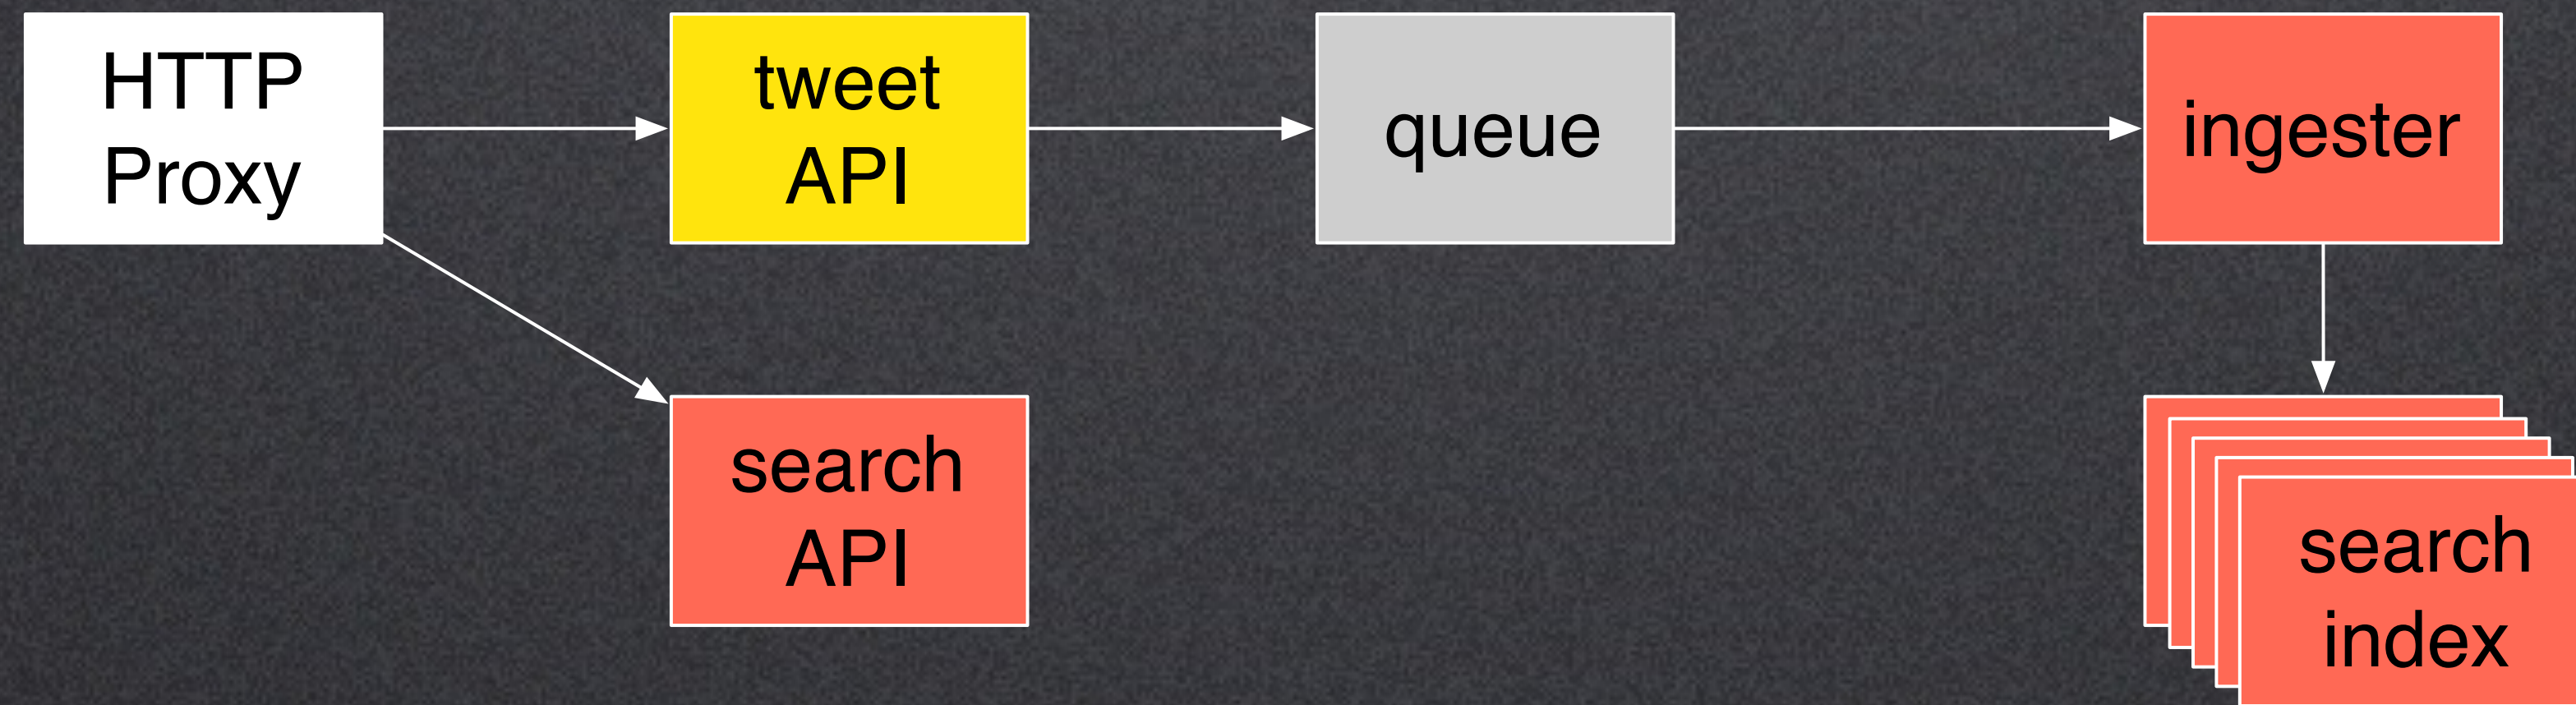 HTTP
Proxy
tweet
API
queue
ingester
search
API
search
index